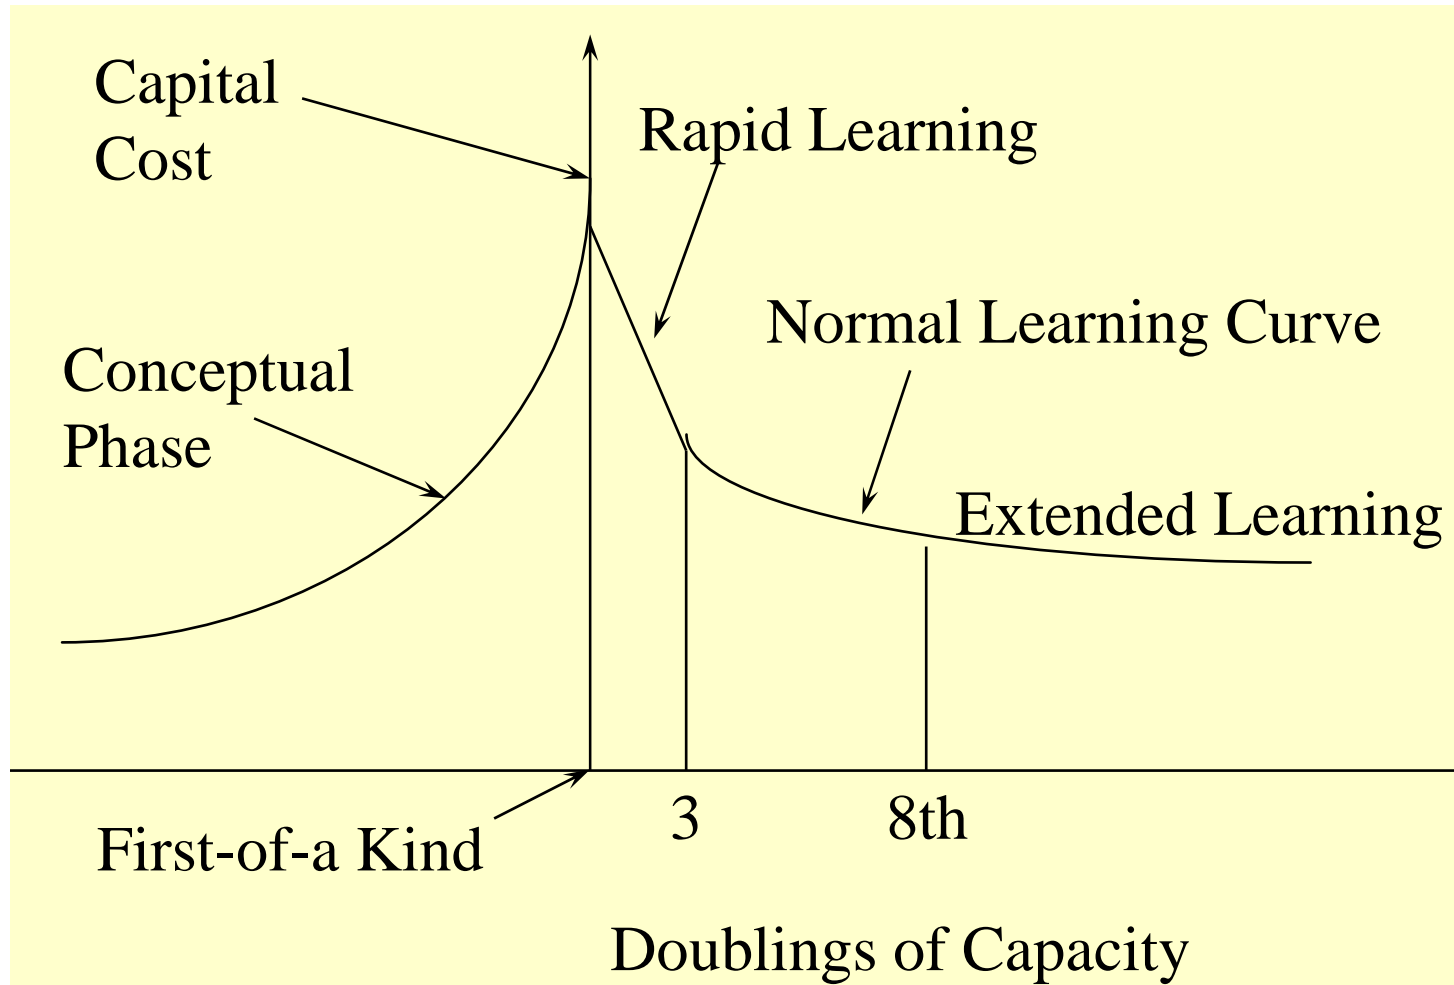 Capital
Cost
Rapid Learning
Normal Learning Curve
Conceptual
Phase
Extended Learning
3
8th
First-of-a Kind
Doublings of Capacity